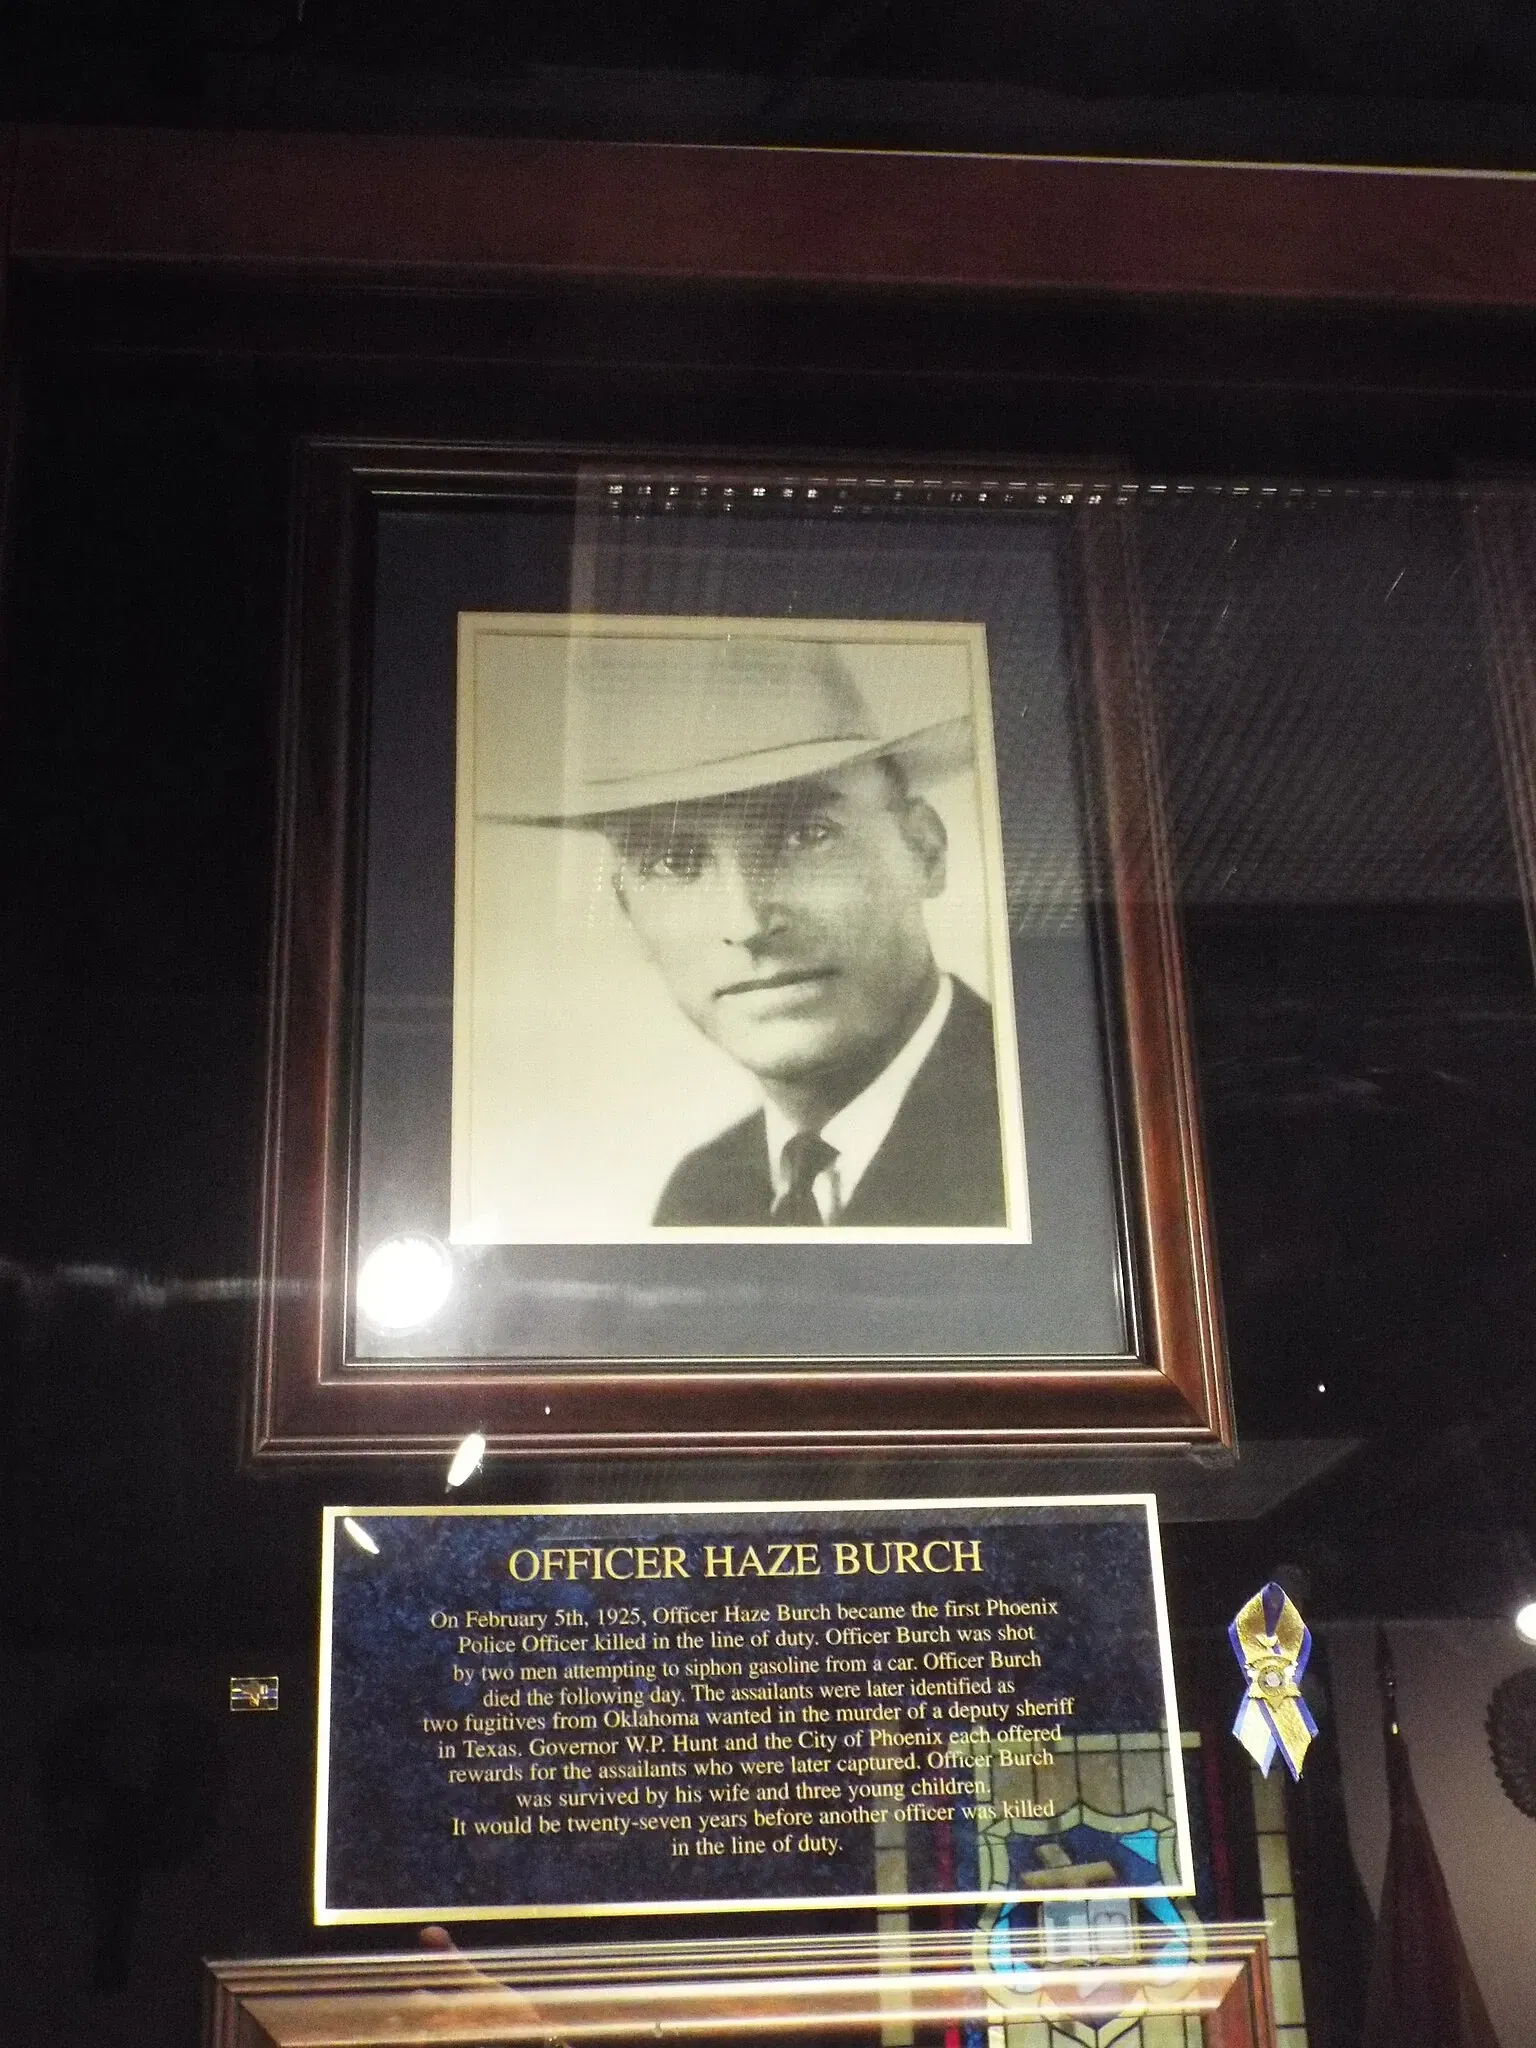 OFFICER HAZE BURCH
On February 5th, 1925, Officer Haze Burch became the first Phoenix
Police Officer killed in the line of duty. Officer Burch was shot
by two men attempting to siphon gasoline from a car. Officer Burch
died the following day. The assailants were later identified as
two fugitives from Oklahoma wanted in the murder of a deputy sheriff
in Texas. Governor W.P. Hunt and the City of Phoenix each offered
rewards for the assailants who were later captured. Officer Burch
was survived by his wife and three young children.
It would be twenty-seven years before another officer was killed
in the line of duty.